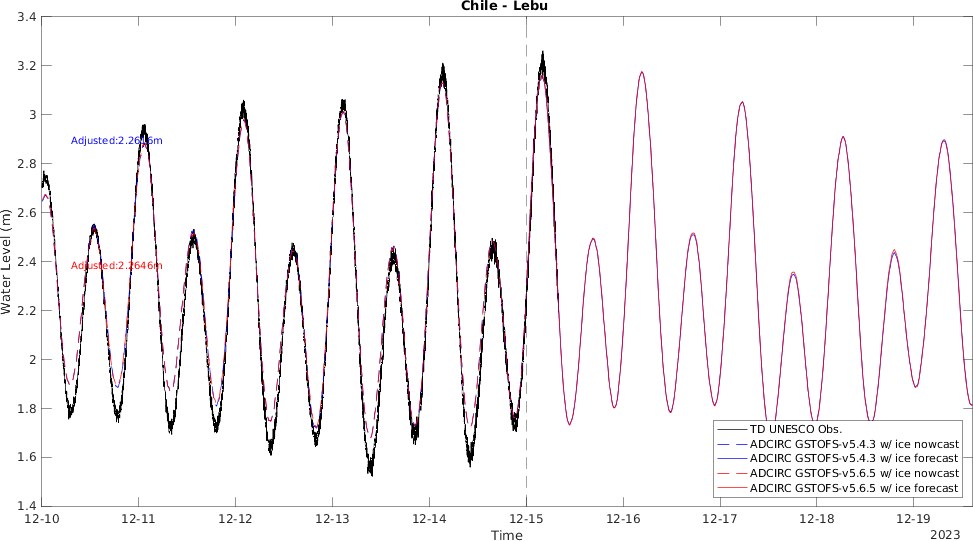 Chile - Lebu
3.4
3.2
3
2.8
2.6
2.4
2.2
2
1.8
1.6
1.4
Water Level (m)
Adjusted:2.2646m
Adjusted:2.2646m
TD UNESCO Obs.
ADCIRC GSTOFS-v5.4.3 w/ ice nowcast
ADCIRC GSTOFS-v5.4.3 w/ ice forecast
ADCIRC GSTOFS-v5.6.5 w/ ice nowcast
ADCIRC GSTOFS-v5.6.5 w/ ice forecast
12-10 12-11 12-12 12-13 12-14 12-15 12-16 12-17 12-18 12-19
Time
2023